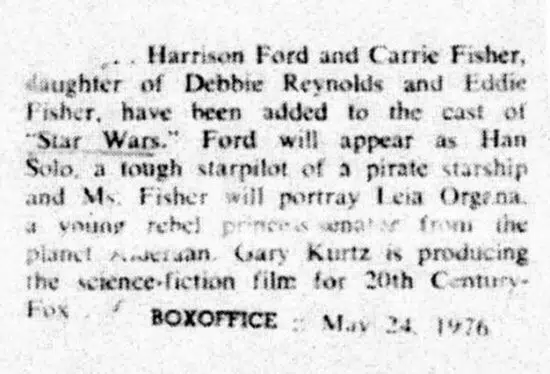 . . Harrison Ford and Carrie Fisher,
daughter of Debbie Reynolds and Eddie
Fisher, have been added to the cast of
"Star Wars." Ford will appear as Han
Solo, a tough starpilot of a pirate starship
and Ms. Fisher will portray Leia Organa,
a young rebel princess-senator from the
planet Alderaan. Gary Kurtz is producing
the science-fiction film for 20th Century-
Fox .
BOXOFFICE :: May 24, 1976